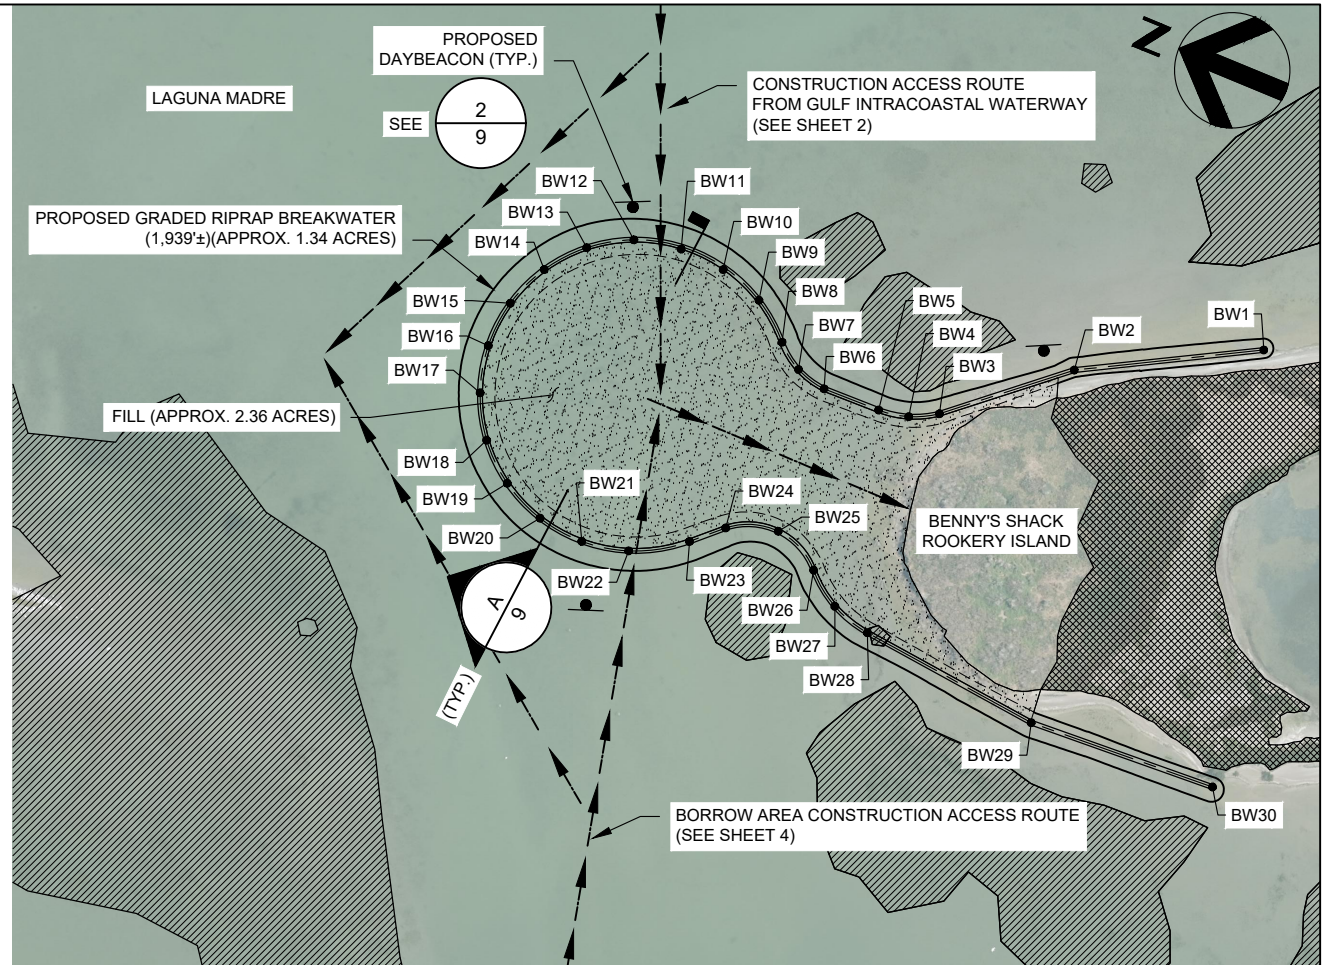 PROPOSED
DAYBEACON (TYP.)
N
LAGUNA MADRE
CONSTRUCTION ACCESS ROUTE
FROM GULF INTRACOASTAL WATERWAY
(SEE SHEET 2)
SEE
2
9
BW12
BW11
PROPOSED GRADED RIPRAP BREAKWATER
(1,939'±)(APPROX. 1.34 ACRES)
BW13
BW10
BW14
BW9
BW15
BW8
BW5
BW4
BW1
BW16
BW7
BW2
BW17
BW6
BW3
FILL (APPROX. 2.36 ACRES)
BW18
BW19
BW21
BW24
BW20
BW25
BENNY'S SHACK
ROOKERY ISLAND
BW22
BW23
A
9
(TYP.)
BW26
BW27
BW28
BW29
BORROW AREA CONSTRUCTION ACCESS ROUTE
(SEE SHEET 4)
BW30